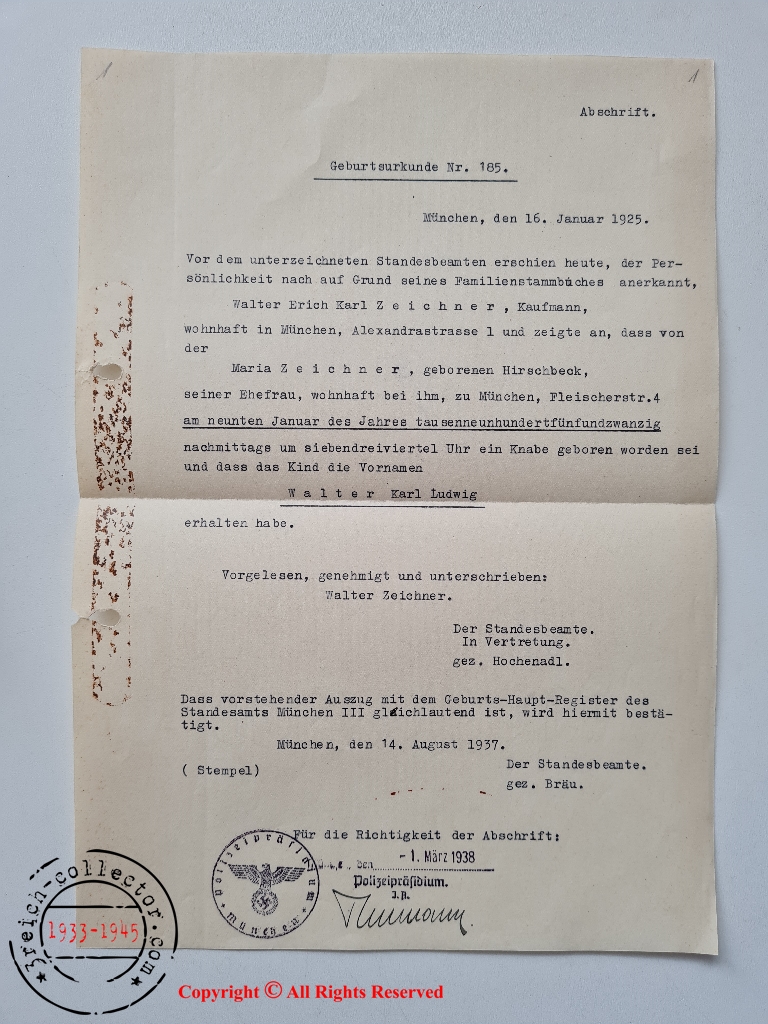 1 1
Abschrift.
Geburtsurkunde Nr. 185.
München, den 16. Januar 1925.
Vor dem unterzeichneten Standesbeamten erschien heute, der Per-
sönlichkeit nach auf Grund seines Familienstammbuches anerkannt,
Walter Erich Karl Z e i c h n e r , Kaufmann,
wohnhaft in München, Alexandrastrasse 1 und zeigte an, dass von
der
Maria Z e i c h n e r , geborenen Hirschbeck,
seiner Ehefrau, wohnhaft bei ihm, zu München, Fleischerstr.4
am neunten Januar des Jahres tausenneunhundertfünfundzwanzig
nachmittags um siebendreiviertel Uhr ein Knabe geboren worden sei
und dass das Kind die Vornamen
W a l t e r Karl Ludwig
erhalten habe.
Vorgelesen, genehmigt und unterschrieben:
Walter Zeichner.
Der Standesbeamte.
In Vertretung.
gez. Hochenadl.
Dass vorstehender Auszug mit dem Geburts-Haupt-Register des
Standesamts München III gleichlautend ist, wird hiermit bestä-
tigt.
München, den 14. August 1937.
( Stempel)
Der Standesbeamte.
gez. Bräu.
Für die Richtigkeit der Abschrift:
den - 1. März 1938
Polizeipräsidium.
J.A.
Polizeipräsidium
München
3reich-collector.com
1933-1945
Copyright © All Rights Reserved